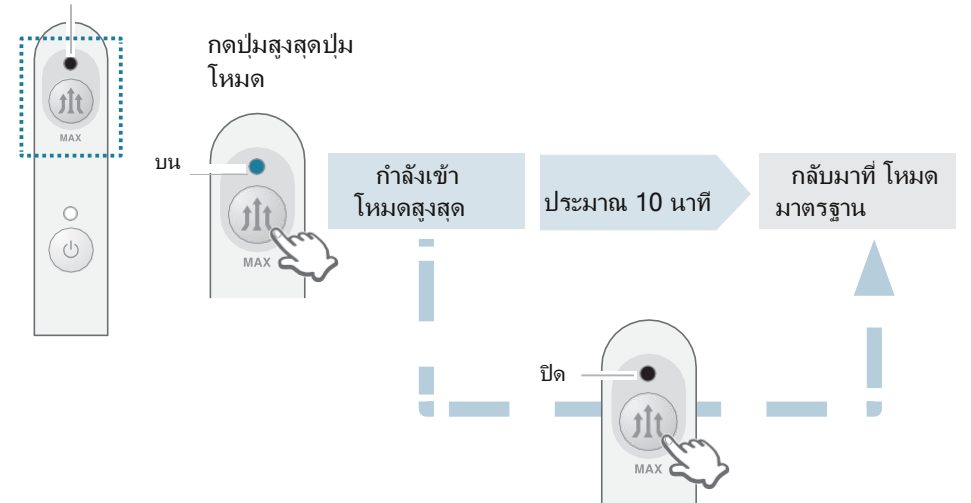 กดปุ่มสูงสุดปุ่ม
โหมด
MAX
บน
MAX
กำลังเข้า
โหมดสูงสุด
ประมาณ 10 นาที
กลับมาที่ โหมด
มาตรฐาน
ปิด
MAX